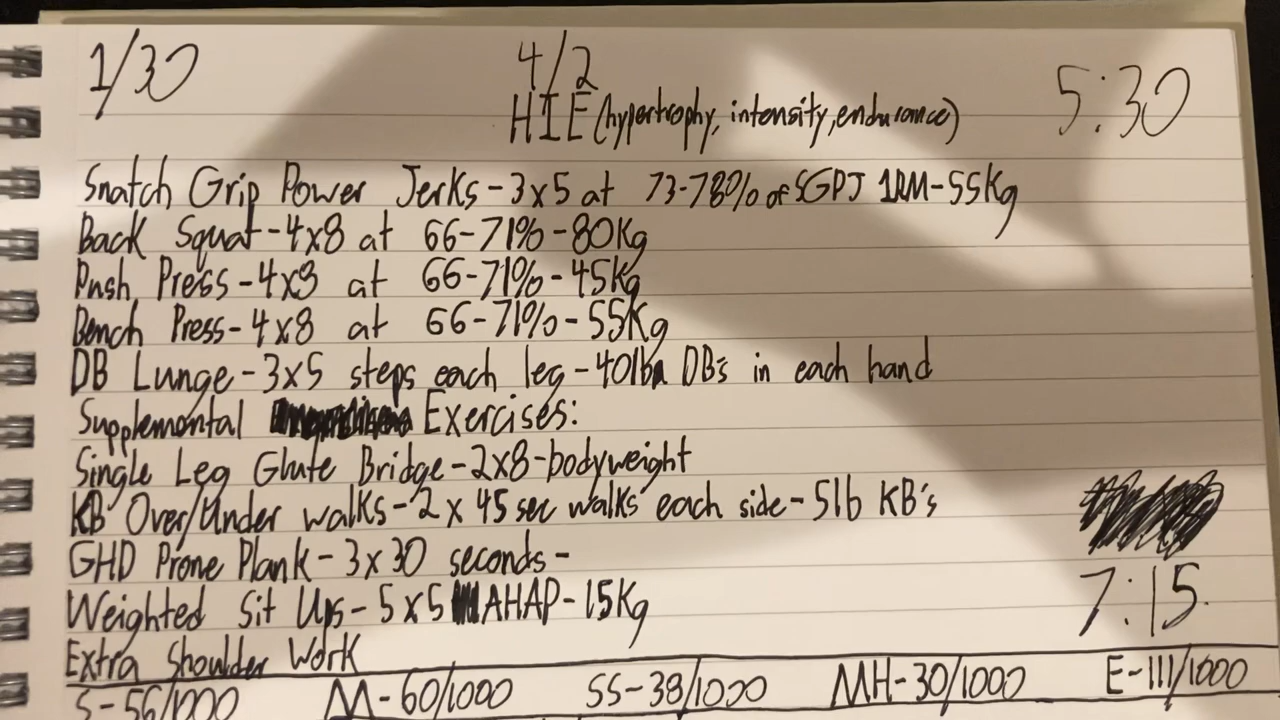 1/30 4/2 5:30
HIE (hypertrophy, intensity, endurance)
Snatch Grip Power Jerks-3x5 at 73-78% of SGPJ 1RM-55Kg
Back Squat-4x8 at 66-71%-80Kg
Push Press-4x8 at 66-71%-45Kg
Bench Press-4x8 at 66-71%-55Kg
DB Lunge-3x5 steps each leg-40lb DB's in each hand
Supplemental Exercises:
Single Leg Glute Bridge-2x8-bodyweight
KB Over/Under walks-2 x 45 sec walks each side-5lb KB's
GHD Prone Plank-3x30 seconds-
Weighted Sit Ups-5x5 AHAP-15Kg
7:15
Extra Shoulder Work
S-56/1000 M-60/1000 SS-38/1000 MH-30/1000 E-111/1000